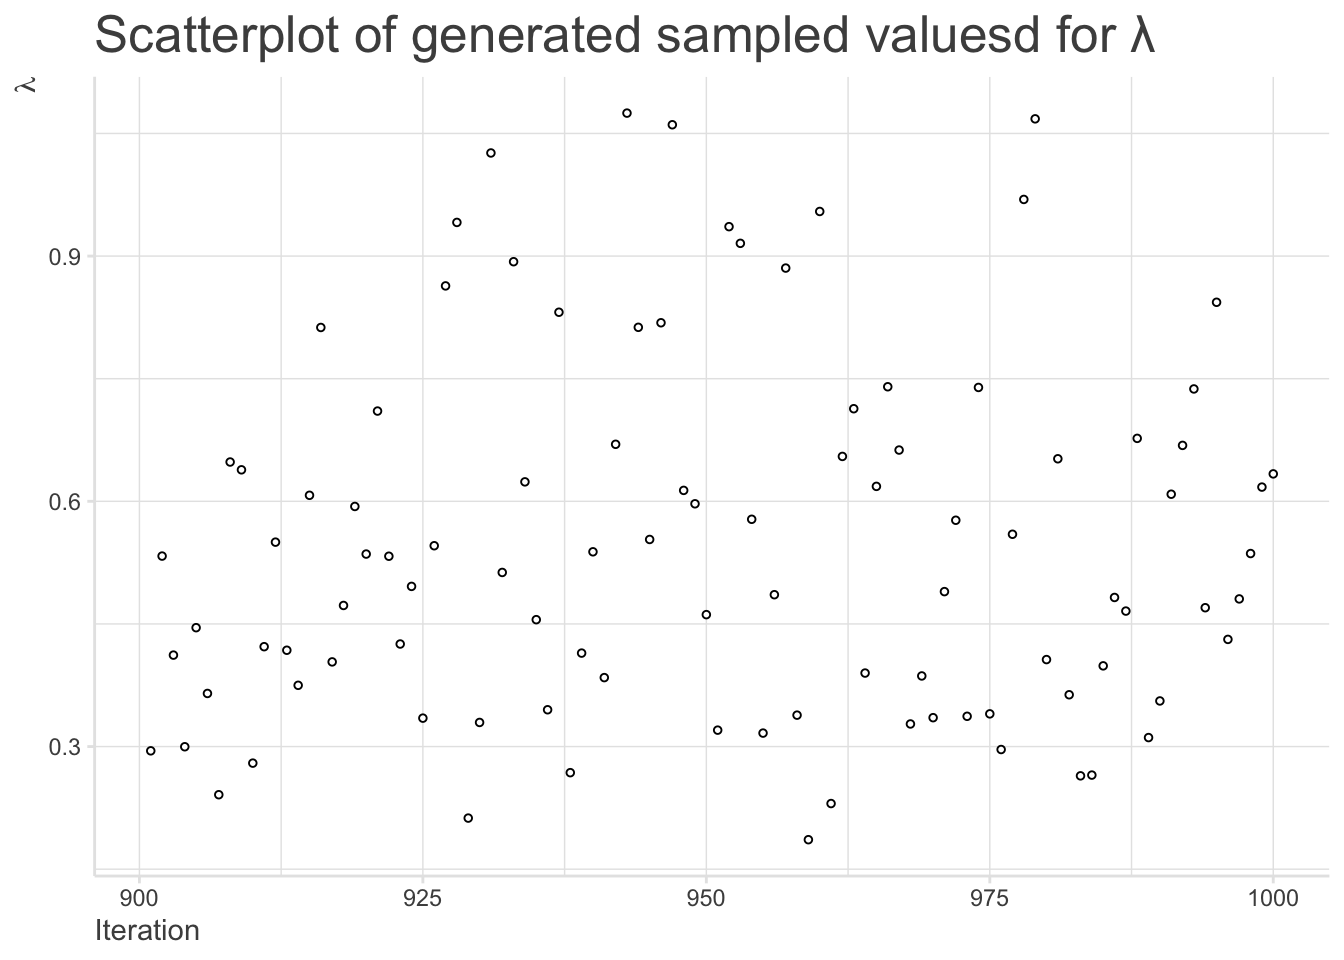 Scatterplot of generated sampled valuesd for λ
λ
0.9
0.6
0.3
900 925 950 975 1000
Iteration